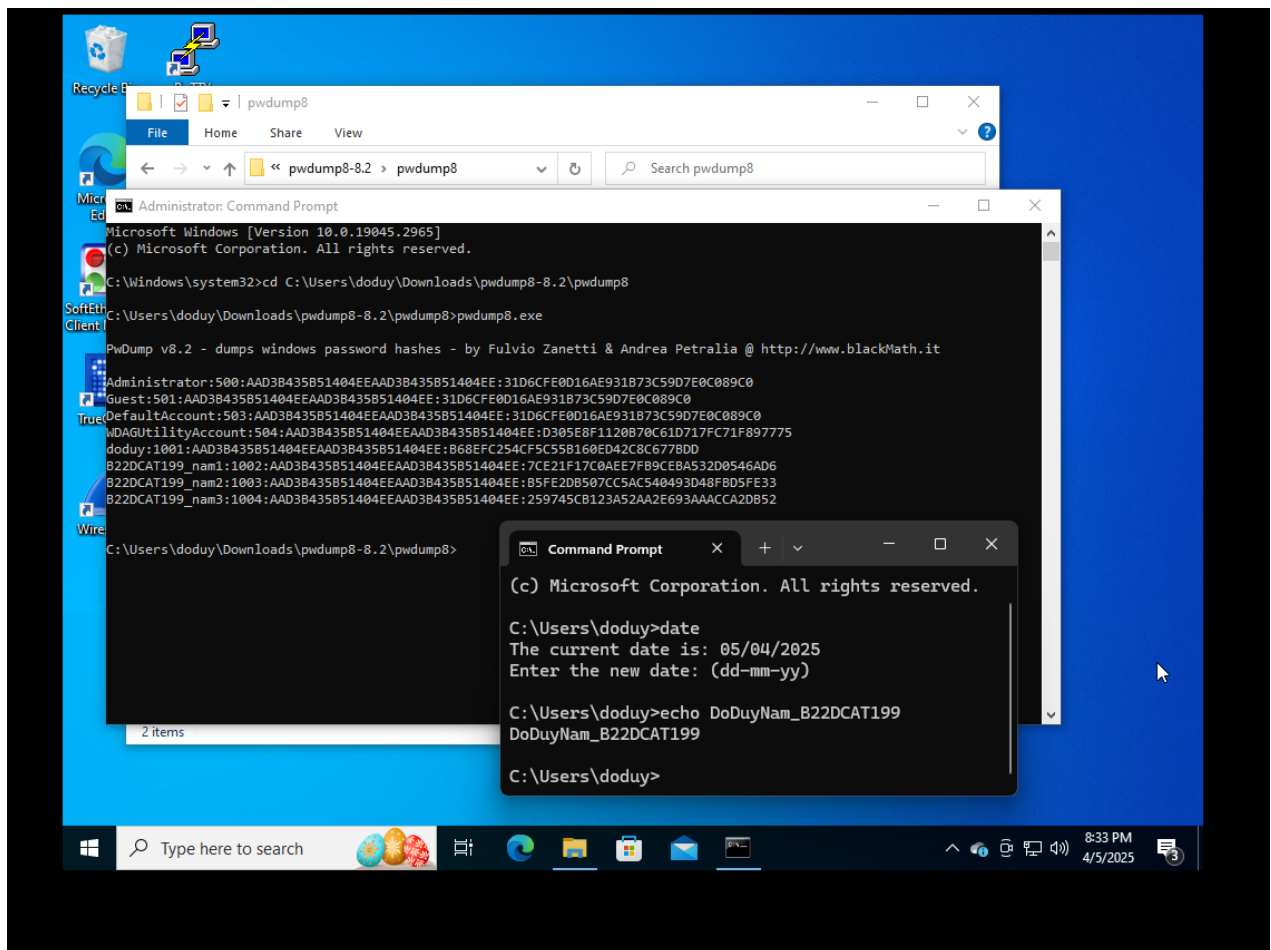 Recycle
pwdump8
File Home Share View
« pwdump8-8.2 › pwdump8
Search pwdump8
Administrator: Command Prompt
Microsoft Windows [Version 10.0.19045.2965]
(c) Microsoft Corporation. All rights reserved.
C:\Windows\system32>cd C:\Users\doduy\Downloads\pwdump8-8.2\pwdump8
C:\Users\doduy\Downloads\pwdump8-8.2\pwdump8>pwdump8.exe
PwDump v8.2 - dumps windows password hashes - by Fulvio Zanetti & Andrea Petralia @ http://www.blackMath.it
Administrator:500:AAD3B435B51404EEAAD3B435B51404EE:31D6CFE0D16AE931B73C59D7E0C089C0
Guest:501:AAD3B435B51404EEAAD3B435B51404EE:31D6CFE0D16AE931B73C59D7E0C089C0
DefaultAccount:503:AAD3B435B51404EEAAD3B435B51404EE:31D6CFE0D16AE931B73C59D7E0C089C0
WDAGUtilityAccount:504:AAD3B435B51404EEAAD3B435B51404EE:D305E8F1120B70C61D717FC71F897775
doduy:1001:AAD3B435B51404EEAAD3B435B51404EE:B68EFC254CF5C55B160ED42C8C677BDD
B22DCAT199_nam1:1002:AAD3B435B51404EEAAD3B435B51404EE:7CE21F17C0AEE7FB9CEBA532D0546AD6
B22DCAT199_nam2:1003:AAD3B435B51404EEAAD3B435B51404EE:B5FE2DB507CC5AC540493D48FBD5FE33
B22DCAT199_nam3:1004:AAD3B435B51404EEAAD3B435B51404EE:259745CB123A52AA2E693AAACCA2DB52
C:\Users\doduy\Downloads\pwdump8-8.2\pwdump8>
Micr
Ed
SoftEth
Client
True
Wire
Command Prompt
(c) Microsoft Corporation. All rights reserved.
C:\Users\doduy>date
The current date is: 05/04/2025
Enter the new date: (dd-mm-yy)
C:\Users\doduy>echo DoDuyNam_B22DCAT199
DoDuyNam_B22DCAT199
C:\Users\doduy>
2 items
Type here to search
8:33 PM
4/5/2025
3